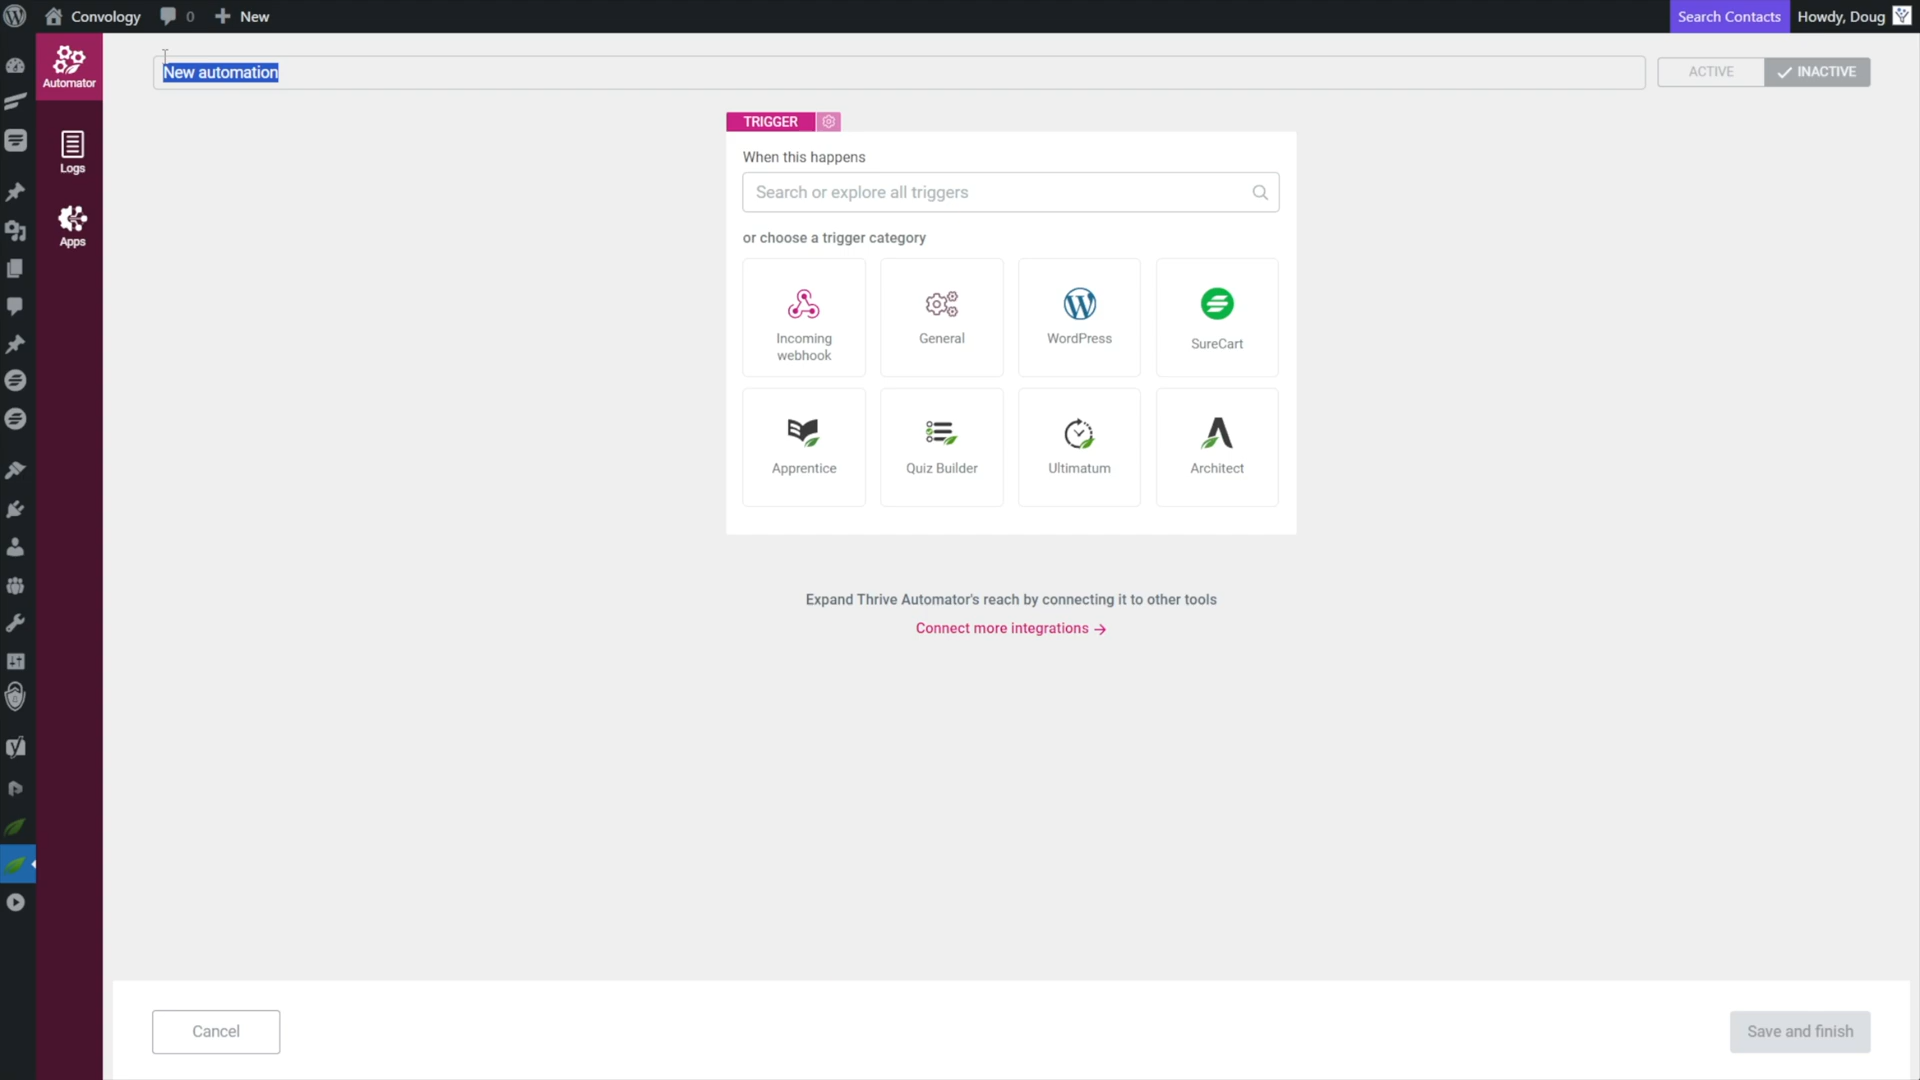 Convology
0
New
Search Contacts
Howdy, Doug
Automator
Logs
Apps
New automation
ACTIVE
INACTIVE
TRIGGER
When this happens
Search or explore all triggers
or choose a trigger category
Incoming
webhook
General
WordPress
SureCart
Apprentice
Quiz Builder
Ultimatum
Architect
Expand Thrive Automator's reach by connecting it to other tools
Connect more integrations →
Cancel
Save and finish